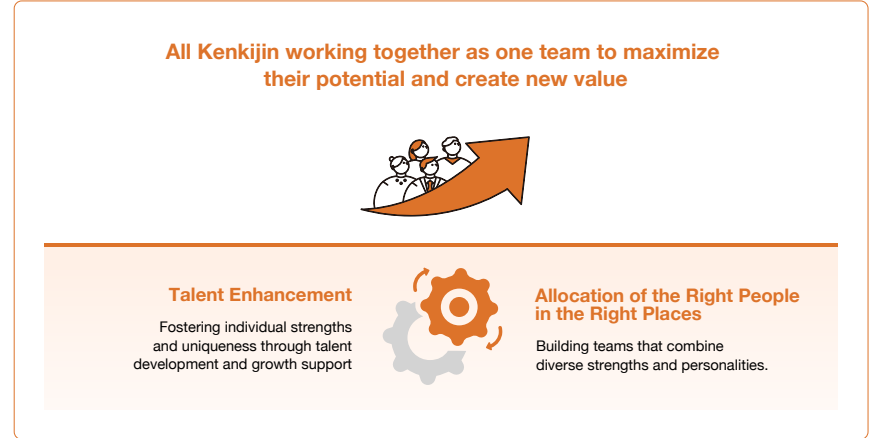 All Kenkijin working together as one team to maximize
their potential and create new value
Talent Enhancement
Fostering individual strengths
and uniqueness through talent
development and growth support
Allocation of the Right People
in the Right Places
Building teams that combine
diverse strengths and personalities.